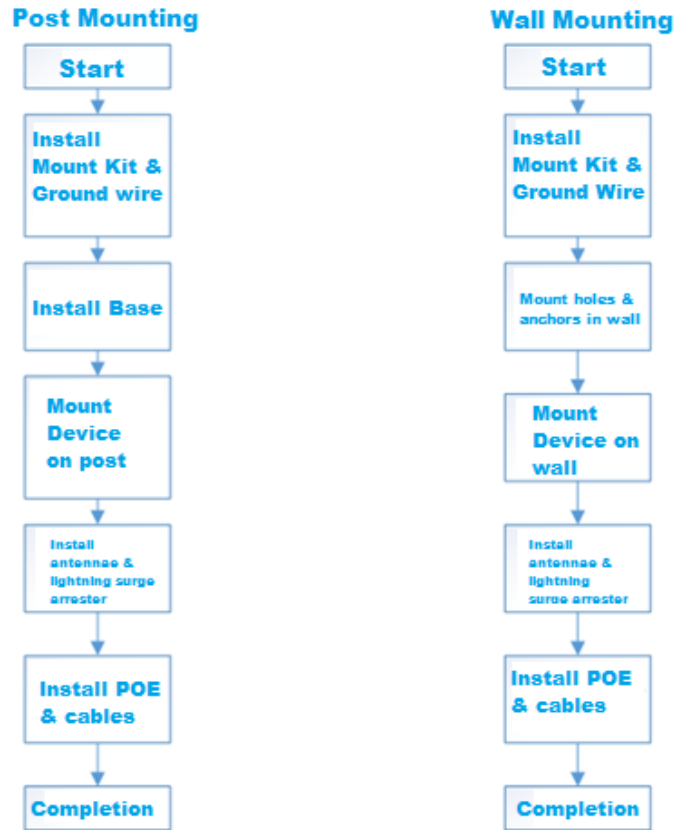 Post Mounting
Start
Install
Mount Kit &
Ground wire
Install Base
Mount
Device
on post
Install
antennae &
lightning surge
arrester
Install POE
& cables
Completion
Wall Mounting
Start
Install
Mount Kit &
Ground Wire
Mount holes &
anchors in wall
Mount
Device on
wall
Install
antennae &
lightning
surge arrester
Install POE
& cables
Completion